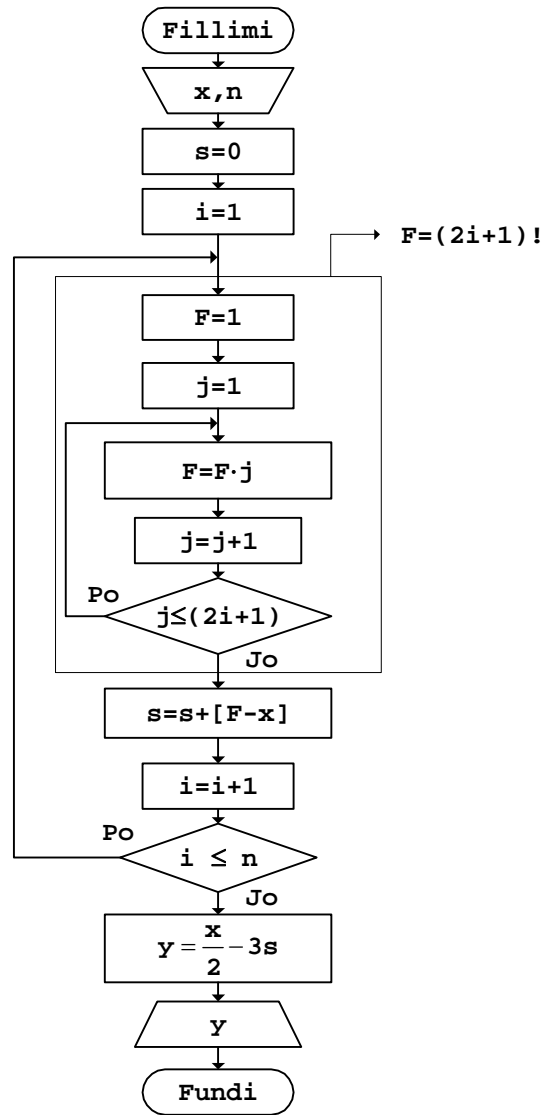 Fillimi
x,n
s=0
i=1
F=(2i+1)!
F=1
j=1
F=F·j
j=j+1
Po
j≤(2i+1)
Jo
s=s+[F-x]
i=i+1
Po
i ≤ n
Jo
y = x/2 - 3s
y
Fundi